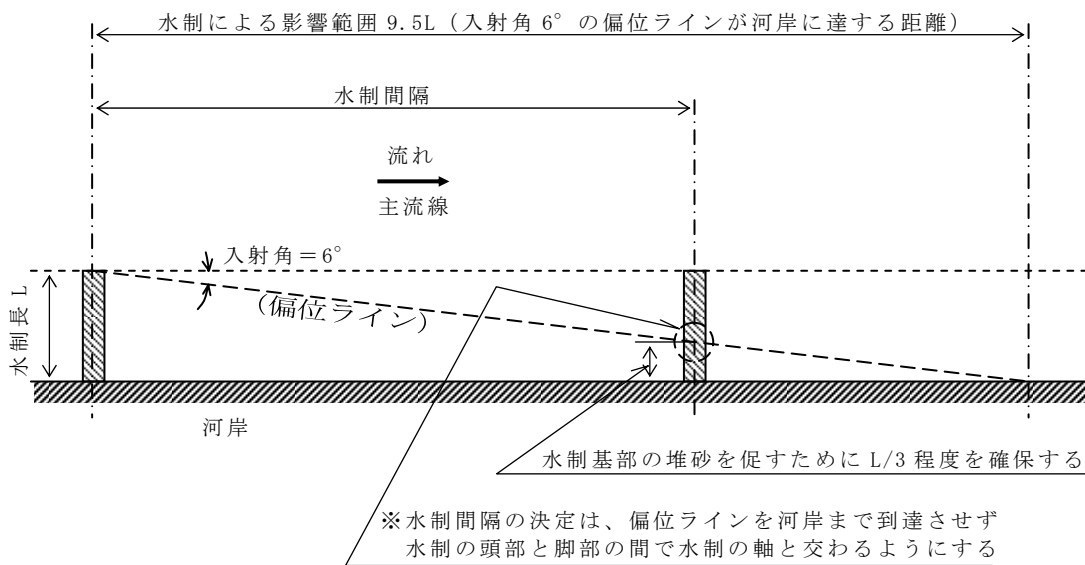 水制による影響範囲 9.5L（入射角 6° の偏位ラインが河岸に達する距離）
水制間隔
流れ
主流線
入射角＝6°
（偏位ライン）
水制長 L
河岸
水制基部の堆砂を促すために L/3 程度を確保する
※水制間隔の決定は、偏位ラインを河岸まで到達させず
水制の頭部と脚部の間で水制の軸と交わるようにする